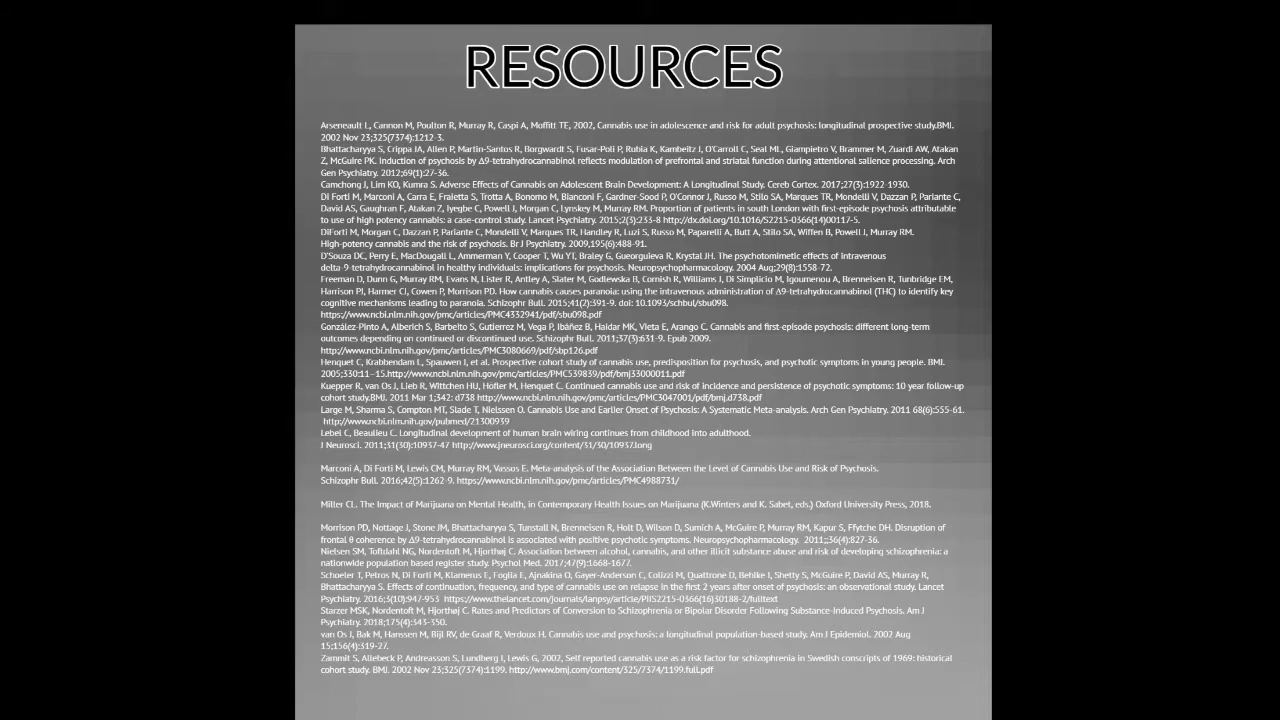 RESOURCES
Arseneault L, Cannon M, Poulton R, Murray R, Caspi A, Moffitt TE, 2002, Cannabis use in adolescence and risk for adult psychosis: longitudinal prospective study.BMJ.
2002 Nov 23;325(7374):1212-3.
Bhattacharyya S, Crippa JA, Allen P, Martin-Santos R, Borgwardt S, Fusar-Poli P, Rubia K, Kambeitz J, O'Carroll C, Seal ML, Giampietro V, Brammer M, Zuardi AW, Atakan
Z, McGuire PK. Induction of psychosis by Δ9-tetrahydrocannabinol reflects modulation of prefrontal and striatal function during attentional salience processing. Arch
Gen Psychiatry. 2012;69(1):27-36.
Camchong J, Lim KO, Kumra S. Adverse Effects of Cannabis on Adolescent Brain Development: A Longitudinal Study. Cereb Cortex. 2017;27(3):1922-1930.
Di Forti M, Marconi A, Carra E, Fraietta S, Trotta A, Bonomo M, Bianconi F, Gardner-Sood P, O'Connor J, Russo M, Stilo SA, Marques TR, Mondelli V, Dazzan P, Pariante C,
David AS, Gaughran F, Atakan Z, Iyegbe C, Powell J, Morgan C, Lynskey M, Murray RM. Proportion of patients in south London with first-episode psychosis attributable
to use of high potency cannabis: a case-control study. Lancet Psychiatry. 2015;2(3):233-8 http://dx.doi.org/10.1016/S2215-0366(14)00117-5.
DiForti M, Morgan C, Dazzan P, Pariante C, Mondelli V, Marques TR, Handley R, Luzi S, Russo M, Paparelli A, Butt A, Stilo SA, Wiffen B, Powell J, Murray RM.
High-potency cannabis and the risk of psychosis. Br J Psychiatry. 2009,195(6):488-91.
D'Souza DC, Perry E, MacDougall L, Ammerman Y, Cooper T, Wu YT, Braley G, Gueorguieva R, Krystal JH. The psychotomimetic effects of intravenous
delta-9-tetrahydrocannabinol in healthy individuals: implications for psychosis. Neuropsychopharmacology. 2004 Aug;29(8):1558-72.
Freeman D, Dunn G, Murray RM, Evans N, Lister R, Antley A, Slater M, Godlewska B, Cornish R, Williams J, Di Simplicio M, Igoumenou A, Brenneisen R, Tunbridge EM,
Harrison PJ, Harmer CJ, Cowen P, Morrison PD. How cannabis causes paranoia: using the intravenous administration of Δ9-tetrahydrocannabinol (THC) to identify key
cognitive mechanisms leading to paranoia. Schizophr Bull. 2015;41(2):391-9. doi: 10.1093/schbul/sbu098.
https://www.ncbi.nlm.nih.gov/pmc/articles/PMC4332941/pdf/sbu098.pdf
González-Pinto A, Alberich S, Barbeito S, Gutierrez M, Vega P, Ibáñez B, Haidar MK, Vieta E, Arango C. Cannabis and first-episode psychosis: different long-term
outcomes depending on continued or discontinued use. Schizophr Bull. 2011;37(3):631-9. Epub 2009.
http://www.ncbi.nlm.nih.gov/pmc/articles/PMC3080669/pdf/sbp126.pdf
Henquet C, Krabbendam L, Spauwen J, et al. Prospective cohort study of cannabis use, predisposition for psychosis, and psychotic symptoms in young people. BMJ.
2005;330:11–15.http://www.ncbi.nlm.nih.gov/pmc/articles/PMC539839/pdf/bmj33000011.pdf
Kuepper R, van Os J, Lieb R, Wittchen HU, Höfler M, Henquet C. Continued cannabis use and risk of incidence and persistence of psychotic symptoms: 10 year follow-up
cohort study.BMJ. 2011 Mar 1;342: d738 http://www.ncbi.nlm.nih.gov/pmc/articles/PMC3047001/pdf/bmj.d738.pdf
Large M, Sharma S, Compton MT, Slade T, Nielssen O. Cannabis Use and Earlier Onset of Psychosis: A Systematic Meta-analysis. Arch Gen Psychiatry. 2011 68(6):555-61.
http://www.ncbi.nlm.nih.gov/pubmed/21300939
Lebel C, Beaulieu C. Longitudinal development of human brain wiring continues from childhood into adulthood.
J Neurosci. 2011;31(30):10937-47 http://www.jneurosci.org/content/31/30/10937.long
Marconi A, Di Forti M, Lewis CM, Murray RM, Vassos E. Meta-analysis of the Association Between the Level of Cannabis Use and Risk of Psychosis.
Schizophr Bull. 2016;42(5):1262-9. https://www.ncbi.nlm.nih.gov/pmc/articles/PMC4988731/
Miller CL. The Impact of Marijuana on Mental Health, in Contemporary Health Issues on Marijuana (K.Winters and K. Sabet, eds.) Oxford University Press, 2018.
Morrison PD, Nottage J, Stone JM, Bhattacharyya S, Tunstall N, Brenneisen R, Holt D, Wilson D, Sumich A, McGuire P, Murray RM, Kapur S, Ffytche DH. Disruption of
frontal θ coherence by Δ9-tetrahydrocannabinol is associated with positive psychotic symptoms. Neuropsychopharmacology. 2011;;36(4):827-36.
Nielsen SM, Toftdahl NG, Nordentoft M, Hjorthøj C. Association between alcohol, cannabis, and other illicit substance abuse and risk of developing schizophrenia: a
nationwide population based register study. Psychol Med. 2017;47(9):1668-1677.
Schoeler T, Petros N, Di Forti M, Klamerus E, Foglia E, Ajnakina O, Gayer-Anderson C, Colizzi M, Quattrone D, Behlke I, Shetty S, McGuire P, David AS, Murray R,
Bhattacharyya S. Effects of continuation, frequency, and type of cannabis use on relapse in the first 2 years after onset of psychosis: an observational study. Lancet
Psychiatry. 2016;3(10):947-953 https://www.thelancet.com/journals/lanpsy/article/PIIS2215-0366(16)30188-2/fulltext
Starzer MSK, Nordentoft M, Hjorthøj C. Rates and Predictors of Conversion to Schizophrenia or Bipolar Disorder Following Substance-Induced Psychosis. Am J
Psychiatry. 2018;175(4):343-350.
van Os J, Bak M, Hanssen M, Bijl RV, de Graaf R, Verdoux H. Cannabis use and psychosis: a longitudinal population-based study. Am J Epidemiol. 2002 Aug
15;156(4):319-27.
Zammit S, Allebeck P, Andreasson S, Lundberg I, Lewis G, 2002, Self reported cannabis use as a risk factor for schizophrenia in Swedish conscripts of 1969: historical
cohort study. BMJ. 2002 Nov 23;325(7374):1199. http://www.bmj.com/content/325/7374/1199.full.pdf